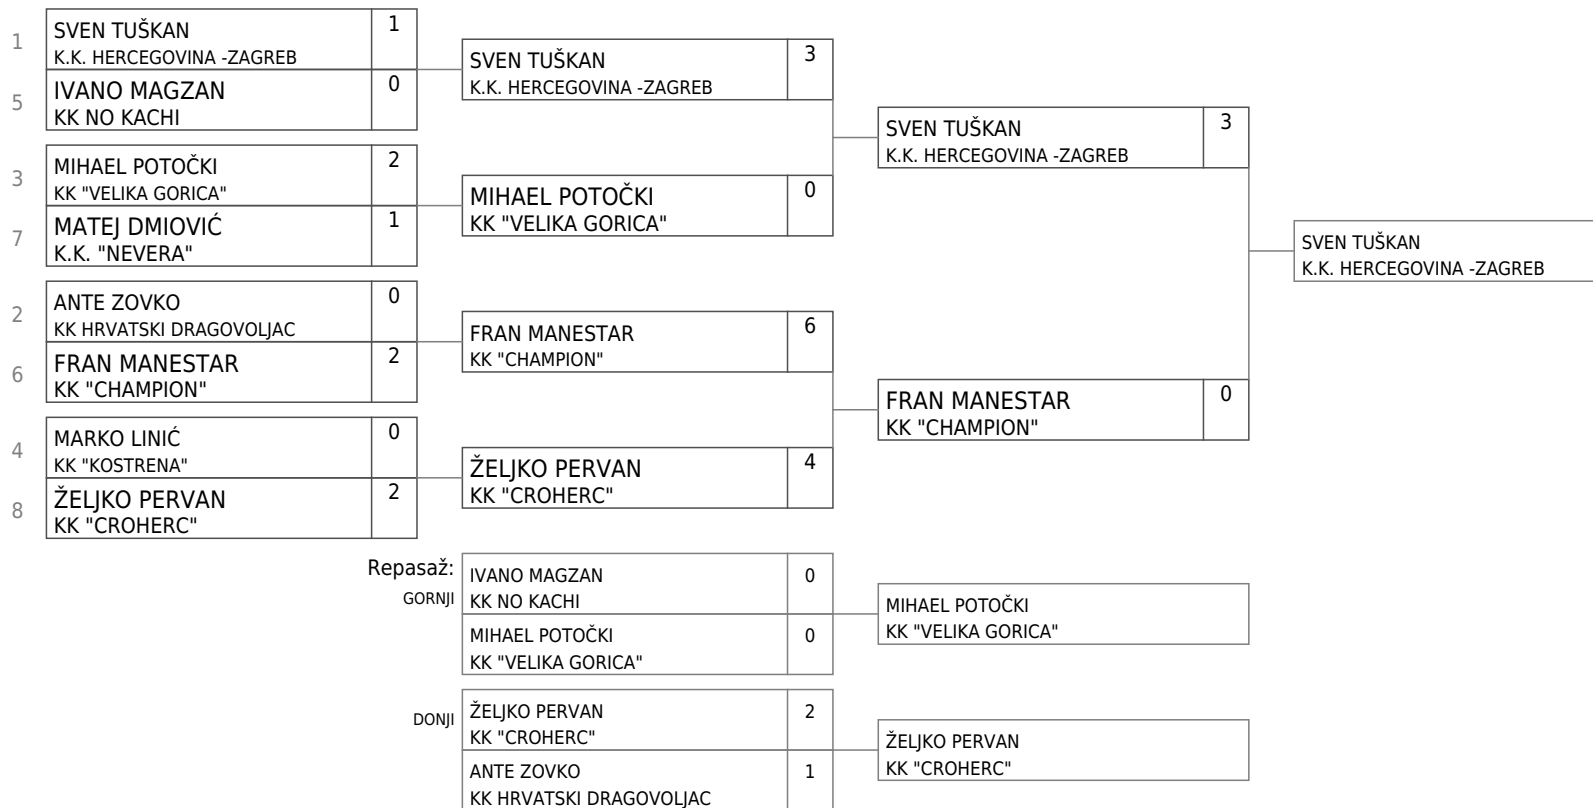 1
SVEN TUŠKAN
K.K. HERCEGOVINA -ZAGREB
1
5
IVANO MAGZAN
KK NO KACHI
0
3
MIHAEL POTOČKI
KK "VELIKA GORICA"
2
7
MATEJ DMIOVIĆ
K.K. "NEVERA"
1
2
ANTE ZOVKO
KK HRVATSKI DRAGOVOLJAC
0
6
FRAN MANESTAR
KK "CHAMPION"
2
4
MARKO LINIĆ
KK "KOSTRENA"
0
8
ŽELJKO PERVAN
KK "CROHERC"
2
SVEN TUŠKAN
K.K. HERCEGOVINA -ZAGREB
3
MIHAEL POTOČKI
KK "VELIKA GORICA"
0
FRAN MANESTAR
KK "CHAMPION"
6
ŽELJKO PERVAN
KK "CROHERC"
4
SVEN TUŠKAN
K.K. HERCEGOVINA -ZAGREB
3
FRAN MANESTAR
KK "CHAMPION"
0
SVEN TUŠKAN
K.K. HERCEGOVINA -ZAGREB
Repasaž:
GORNJI
IVANO MAGZAN
KK NO KACHI
0
MIHAEL POTOČKI
KK "VELIKA GORICA"
0
MIHAEL POTOČKI
KK "VELIKA GORICA"
DONJI
ŽELJKO PERVAN
KK "CROHERC"
2
ANTE ZOVKO
KK HRVATSKI DRAGOVOLJAC
1
ŽELJKO PERVAN
KK "CROHERC"